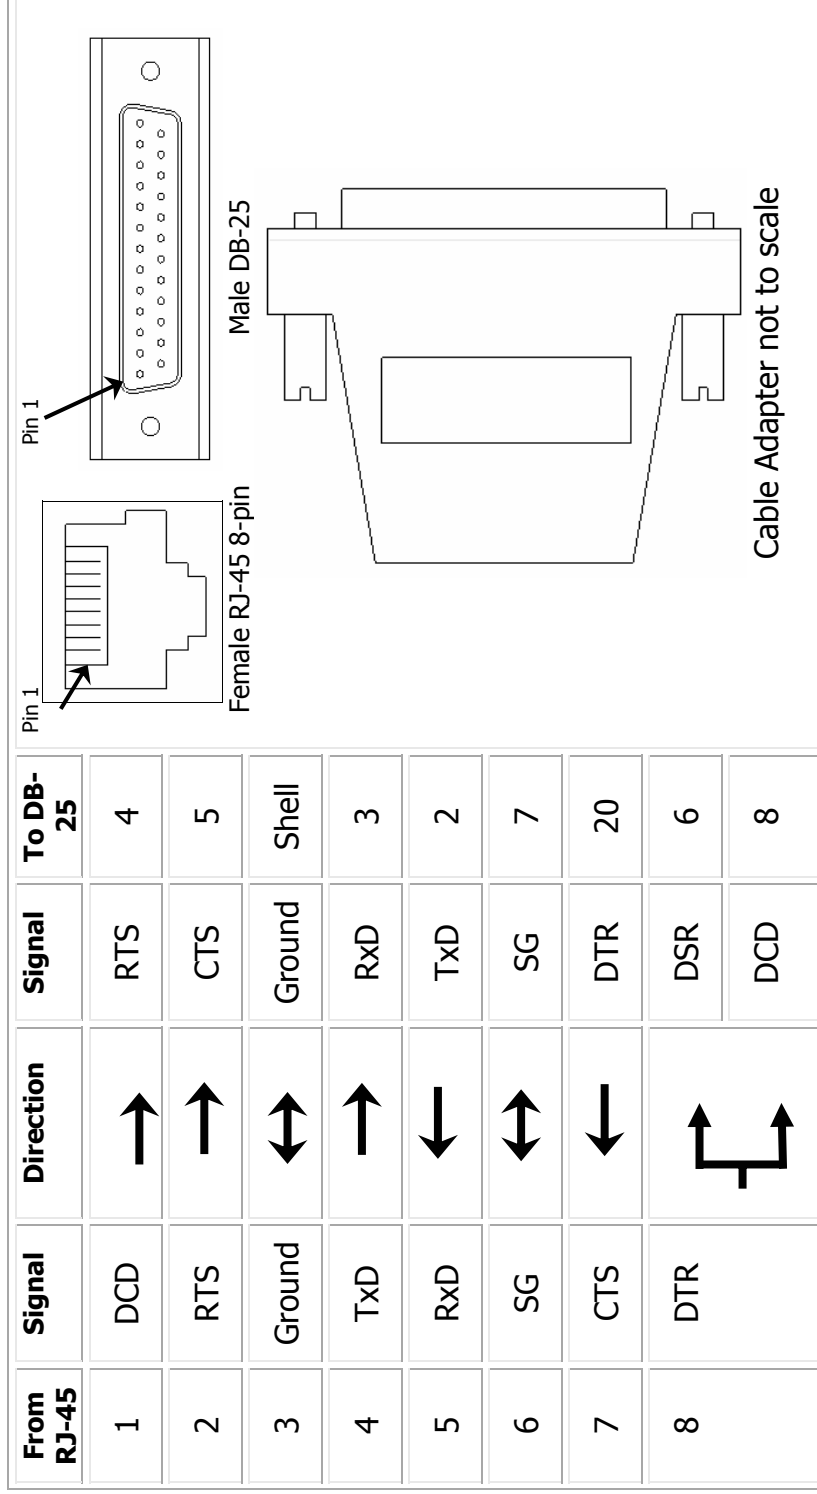 From RJ-45 Signal Direction Signal To DB-25
1 DCD RTS 4
2 RTS CTS 5
3 Ground Ground Shell
4 TxD RxD 3
5 RxD TxD 2
6 SG SG 7
7 CTS DTR 20
8 DTR DSR 6
DCD 8
Pin 1
Pin 1
Female RJ-45 8-pin
Male DB-25
Cable Adapter not to scale